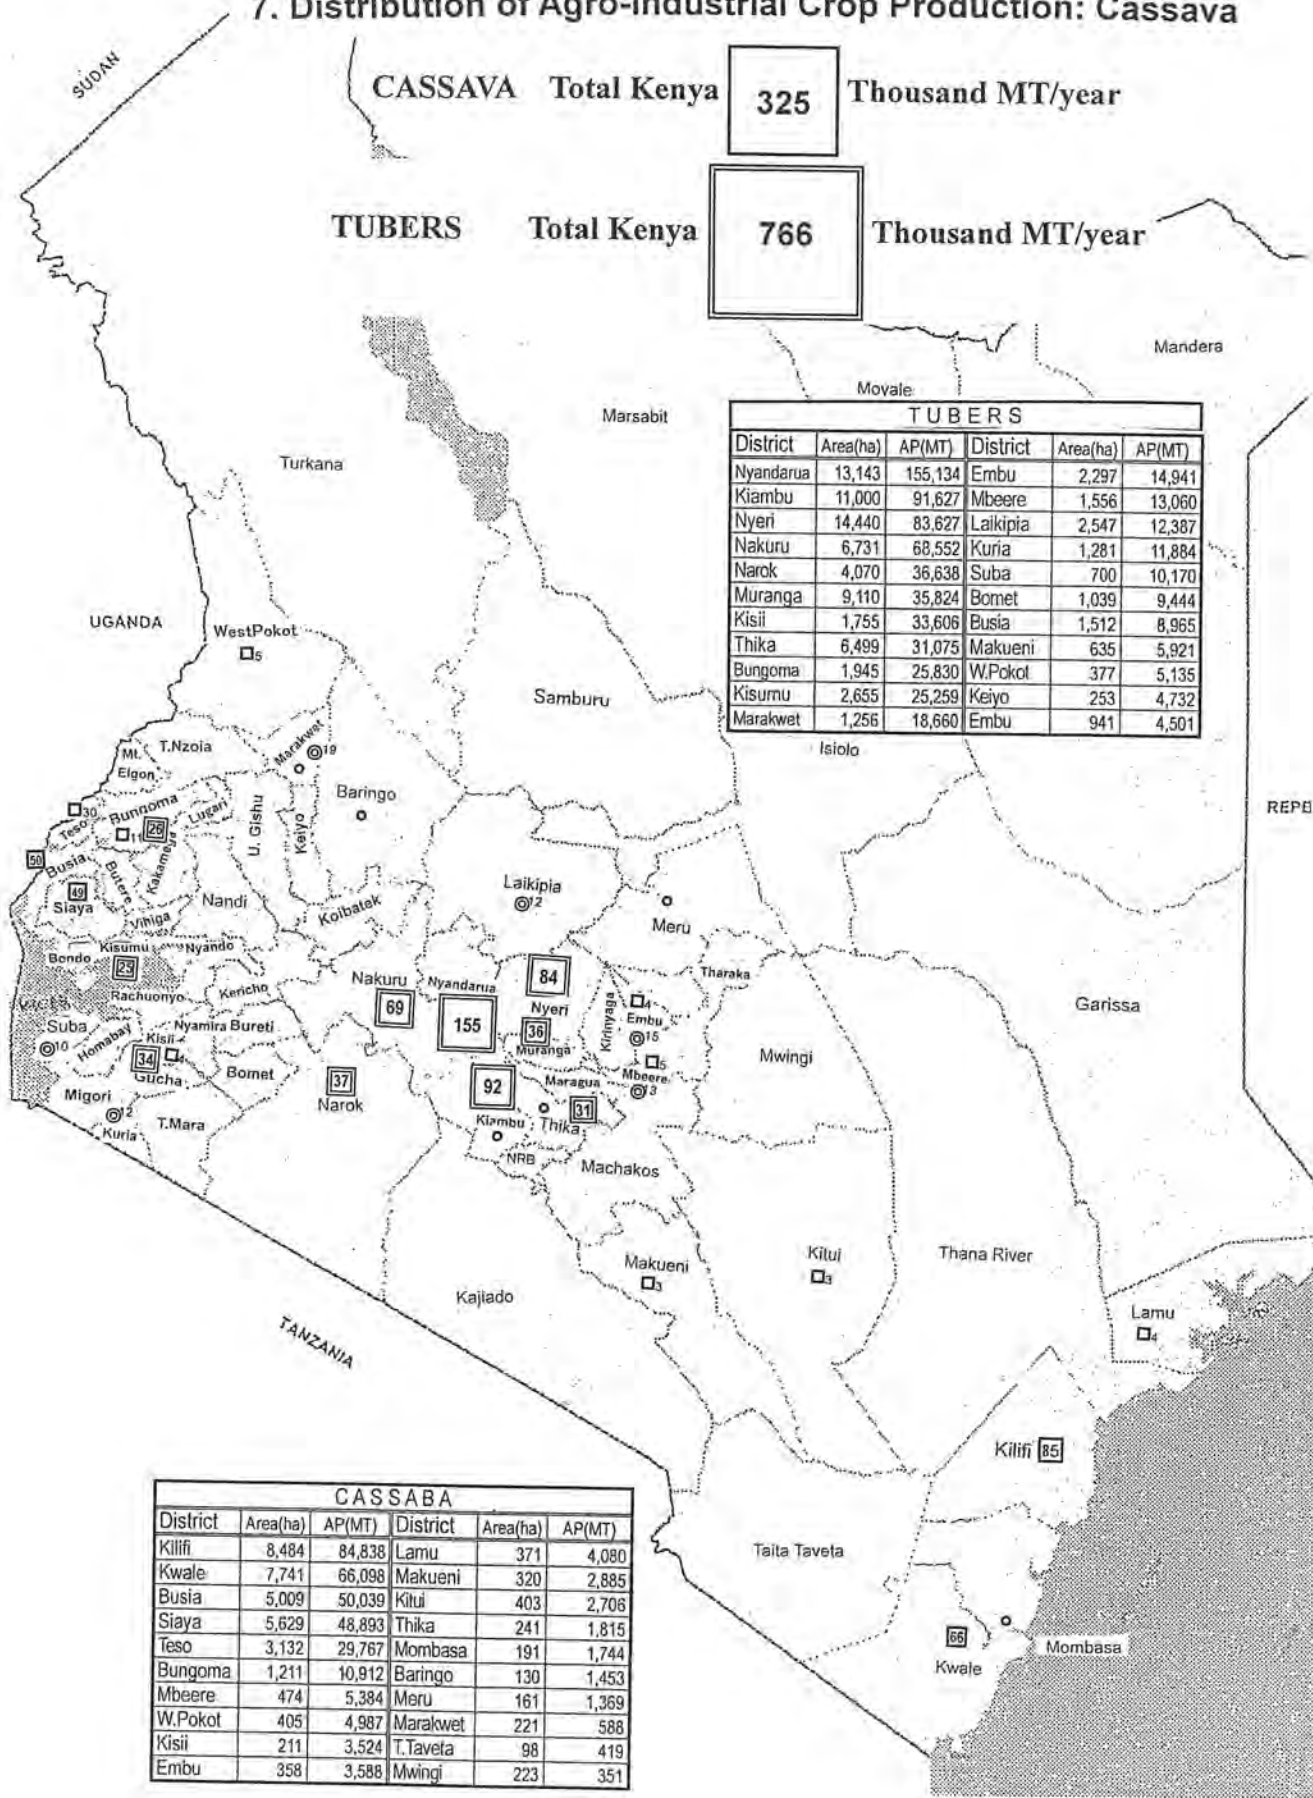 7. Distribution of Agro-Industrial Crop Production: Cassava
SUDAN
CASSAVA Total Kenya 325 Thousand MT/year
TUBERS Total Kenya 766 Thousand MT/year
Mandera
Moyale
Marsabit
Turkana
TUBERS
District Area(ha) AP(MT) District Area(ha) AP(MT)
Nyandarua 13,143 155,134 Embu 2,297 14,941
Kiambu 11,000 91,627 Mbeere 1,556 13,060
Nyeri 14,440 83,627 Laikipia 2,547 12,387
Nakuru 6,731 68,552 Kuria 1,281 11,884
Narok 4,070 36,638 Suba 700 10,170
Muranga 9,110 35,824 Bomet 1,039 9,444
Kisii 1,755 33,606 Busia 1,512 8,965
Thika 6,499 31,075 Makueni 635 5,921
Bungoma 1,945 25,830 W.Pokot 377 5,135
Kisumu 2,655 25,259 Keiyo 253 4,732
Marakwet 1,256 18,660 Embu 941 4,501
UGANDA
WestPokot
5
Samburu
Isiolo
T.Nzoia
Mt.
Elgon
Marakwet
19
Baringo
REPE
30
Teso
Bunnoma
11
26
Lugari
U. Gishu
Keiyo
50
Busia
Butere
Kakamega
49
Siaya
Vihiga
Nandi
Koibatek
Laikipia
12
Meru
Kisumu
Nyando
Bondo
25
Rachuonyo
Kericho
Nakuru
69
Nyandarua
155
84
Nyeri
36
Muranga
Kirinyaga
Tharaka
4
Embu
15
Garissa
Suba
10
Homabay
Nyamira Bureti
Kisii
34
4
Gucha
Bomet
37
Narok
92
Kiambu
Maragua
Thika
31
5
Mbeere
13
Mwingi
Migori
12
Kuria
T.Mara
NRB
Machakos
Makueni
3
Kitui
3
Thana River
Kajiado
TANZANIA
Lamu
4
Kilifi 85
Taita Taveta
66
Kwale
Mombasa
CASSABA
District Area(ha) AP(MT) District Area(ha) AP(MT)
Kilifi 8,484 84,838 Lamu 371 4,080
Kwale 7,741 66,098 Makueni 320 2,885
Busia 5,009 50,039 Kitui 403 2,706
Siaya 5,629 48,893 Thika 241 1,815
Teso 3,132 29,767 Mombasa 191 1,744
Bungoma 1,211 10,912 Baringo 130 1,453
Mbeere 474 5,384 Meru 161 1,369
W.Pokot 405 4,987 Marakwet 221 588
Kisii 211 3,524 T.Taveta 98 419
Embu 358 3,588 Mwingi 223 351